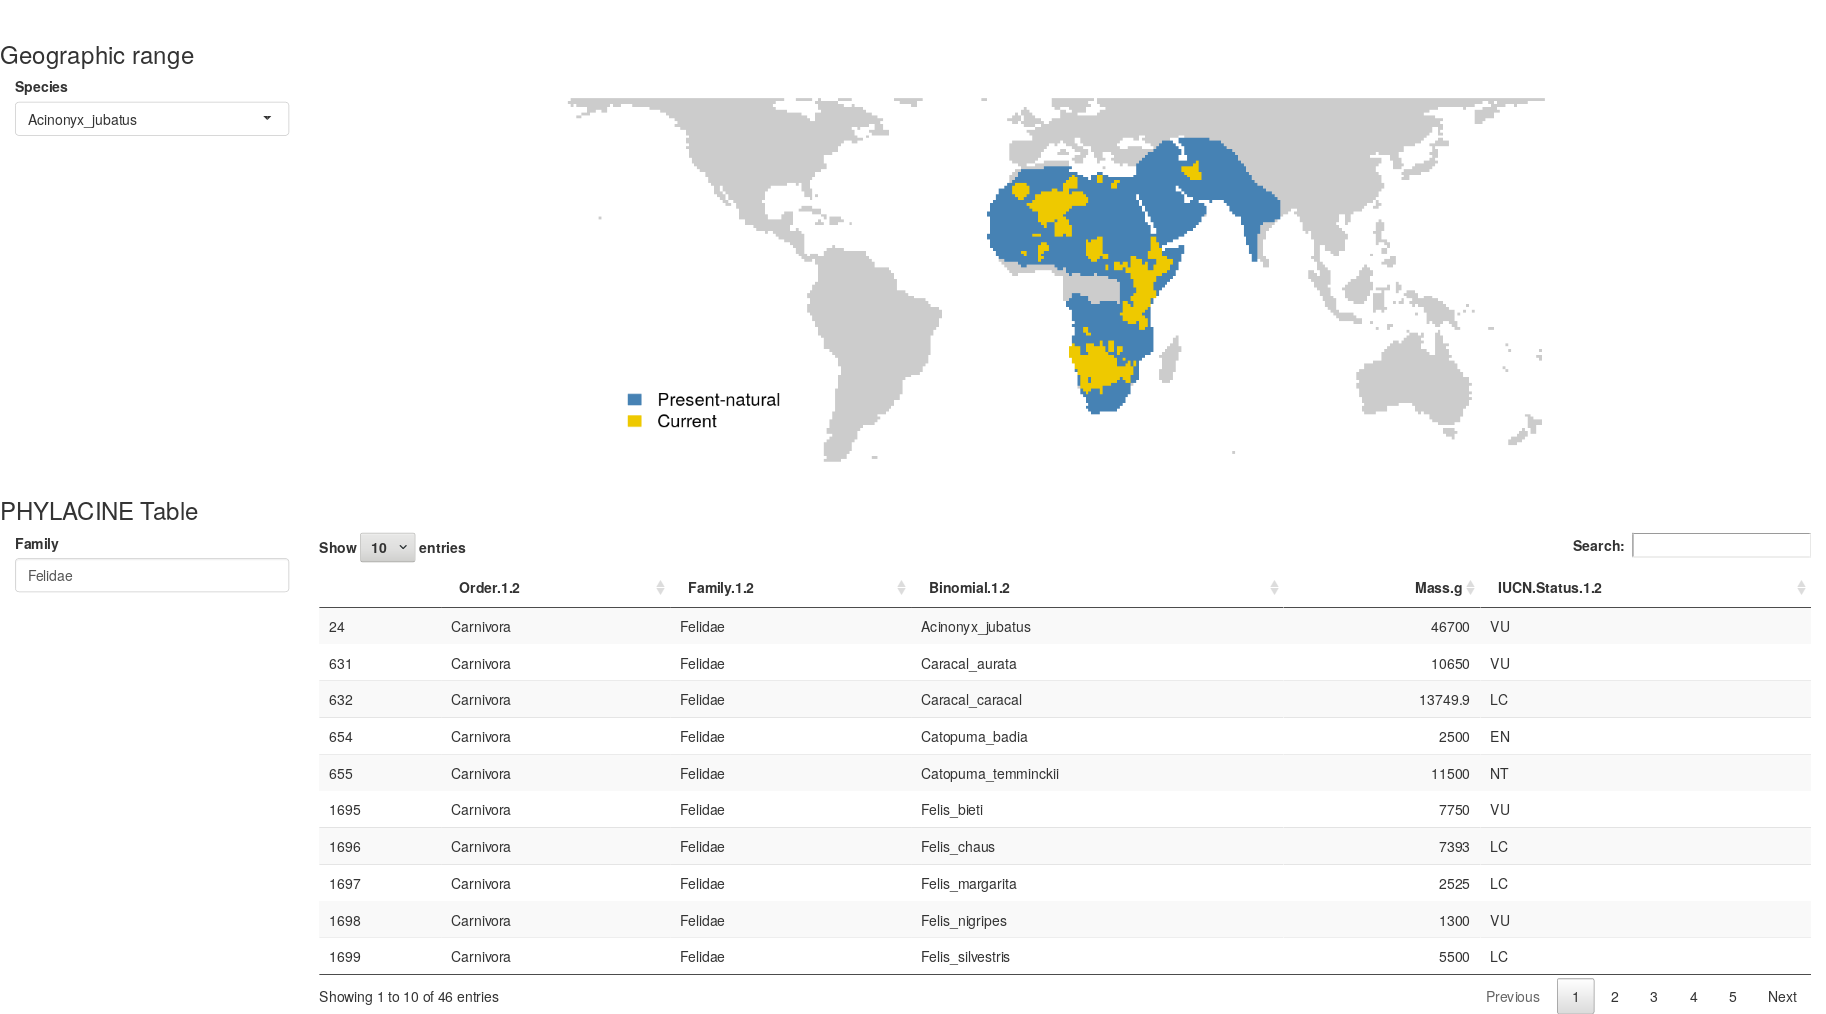 Geographic range
Species
Acinonyx_jubatus
Present-natural
Current
PHYLACINE Table
Family
Felidae
Show 10 entries
Search:
Order.1.2 Family.1.2 Binomial.1.2 Mass.g IUCN.Status.1.2
24 Carnivora Felidae Acinonyx_jubatus 46700 VU
631 Carnivora Felidae Caracal_aurata 10650 VU
632 Carnivora Felidae Caracal_caracal 13749.9 LC
654 Carnivora Felidae Catopuma_badia 2500 EN
655 Carnivora Felidae Catopuma_temminckii 11500 NT
1695 Carnivora Felidae Felis_bieti 7750 VU
1696 Carnivora Felidae Felis_chaus 7393 LC
1697 Carnivora Felidae Felis_margarita 2525 LC
1698 Carnivora Felidae Felis_nigripes 1300 VU
1699 Carnivora Felidae Felis_silvestris 5500 LC
Showing 1 to 10 of 46 entries
Previous 1 2 3 4 5 Next